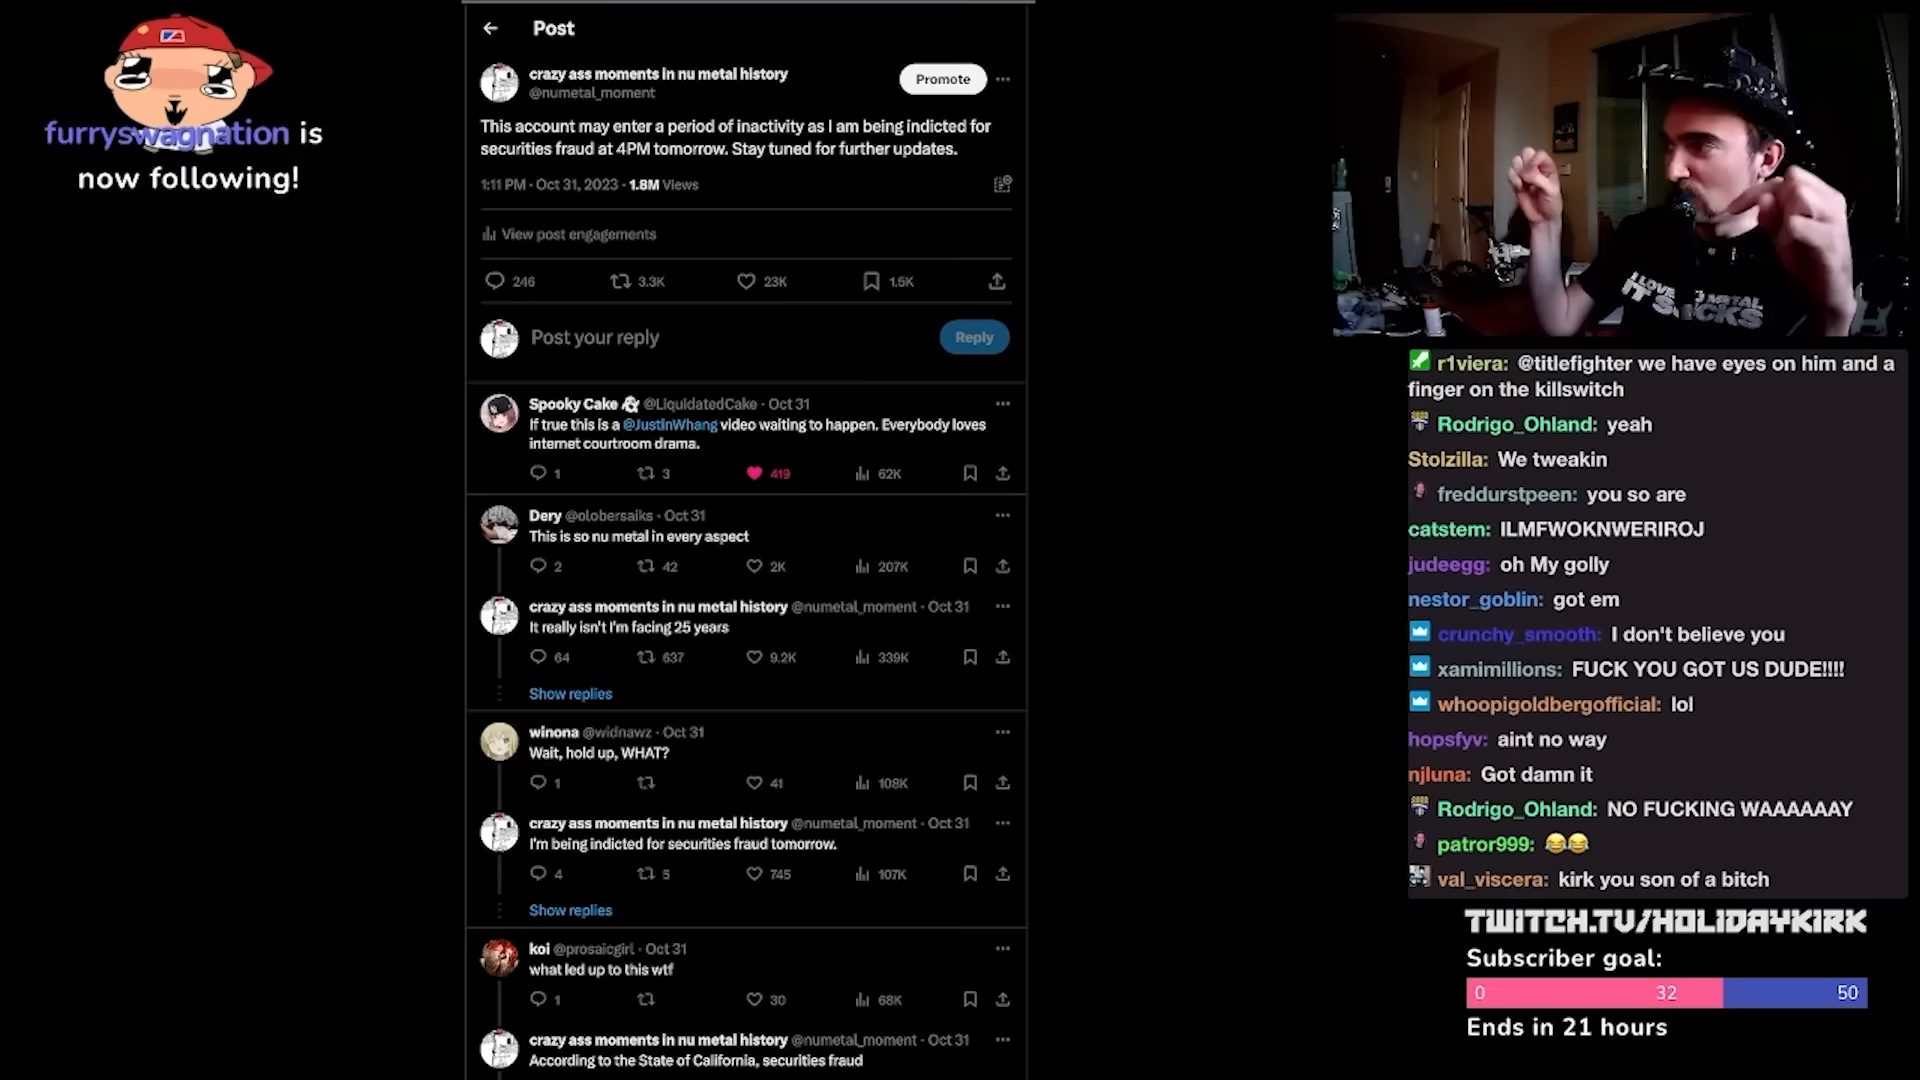 furryswagnation is
now following!
Post
crazy ass moments in nu metal history
@numetal_moment
Promote
This account may enter a period of inactivity as I am being indicted for
securities fraud at 4PM tomorrow. Stay tuned for further updates.
1:11 PM · Oct 31, 2023 · 1.8M Views
View post engagements
246 3.3K 23K 1.5K
Post your reply
Reply
Spooky Cake @LiquidatedCake · Oct 31
If true this is a @JustinWhang video waiting to happen. Everybody loves
internet courtroom drama.
1 3 419 62K
Dery @olobersaiks · Oct 31
This is so nu metal in every aspect
2 42 2K 207K
crazy ass moments in nu metal history @numetal_moment · Oct 31
It really isn't I'm facing 25 years
64 637 9.2K 339K
Show replies
winona @widnawz · Oct 31
Wait, hold up, WHAT?
1 41 108K
crazy ass moments in nu metal history @numetal_moment · Oct 31
I'm being indicted for securities fraud tomorrow.
4 5 745 107K
Show replies
koi @prosaicgirl · Oct 31
what led up to this wtf
1 30 68K
crazy ass moments in nu metal history @numetal_moment · Oct 31
According to the State of California, securities fraud
I LOVE NU METAL
IT SUCKS
r1viera: @titlefighter we have eyes on him and a
finger on the killswitch
Rodrigo_Ohland: yeah
Stolzilla: We tweakin
freddurstpeen: you so are
catstem: ILMFWOKNWERIROJ
judeegg: oh My golly
nestor_goblin: got em
crunchy_smooth: I don't believe you
xamimillions: FUCK YOU GOT US DUDE!!!!
whoopigoldbergofficial: lol
hopsfyv: aint no way
njluna: Got damn it
Rodrigo_Ohland: NO FUCKING WAAAAAAY
patror999: 😂😂
val_viscera: kirk you son of a bitch
TWITCH.TV/HOLIDAYKIRK
Subscriber goal:
0 32 50
Ends in 21 hours